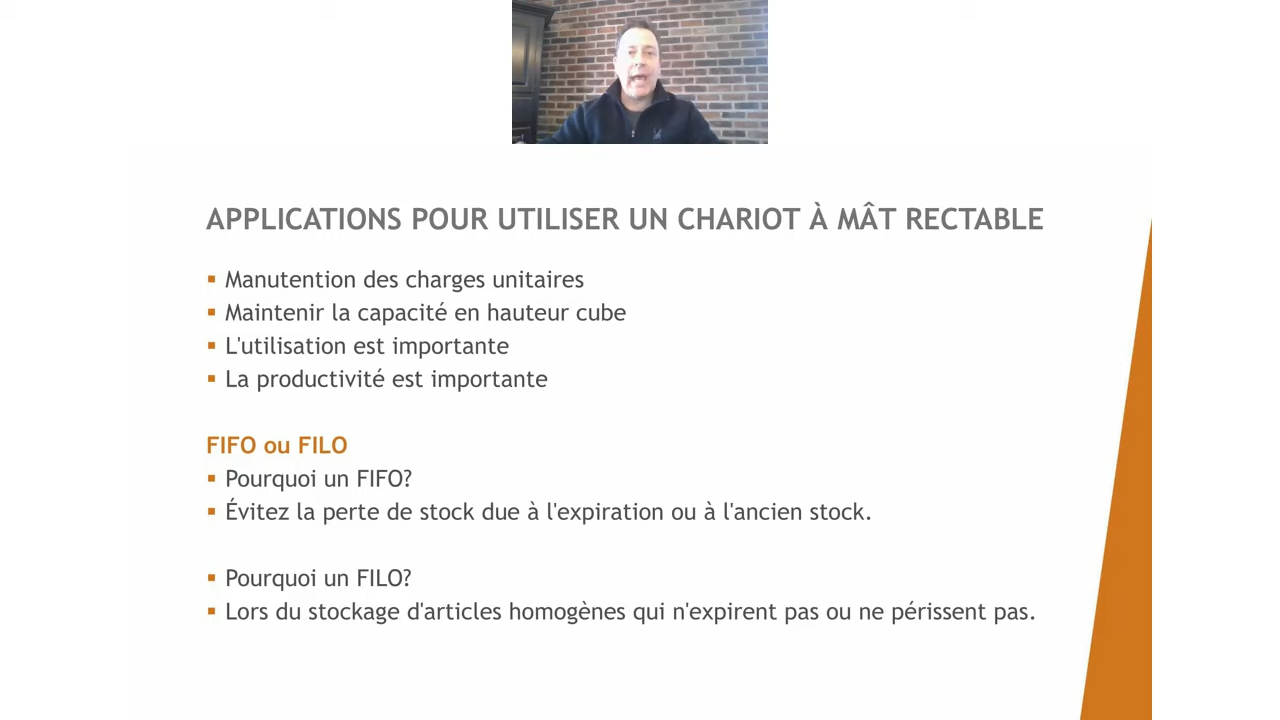 APPLICATIONS POUR UTILISER UN CHARIOT À MÂT RECTABLE
▪ Manutention des charges unitaires
▪ Maintenir la capacité en hauteur cube
▪ L'utilisation est importante
▪ La productivité est importante
FIFO ou FILO
▪ Pourquoi un FIFO?
▪ Évitez la perte de stock due à l'expiration ou à l'ancien stock.
▪ Pourquoi un FILO?
▪ Lors du stockage d'articles homogènes qui n'expirent pas ou ne périssent pas.